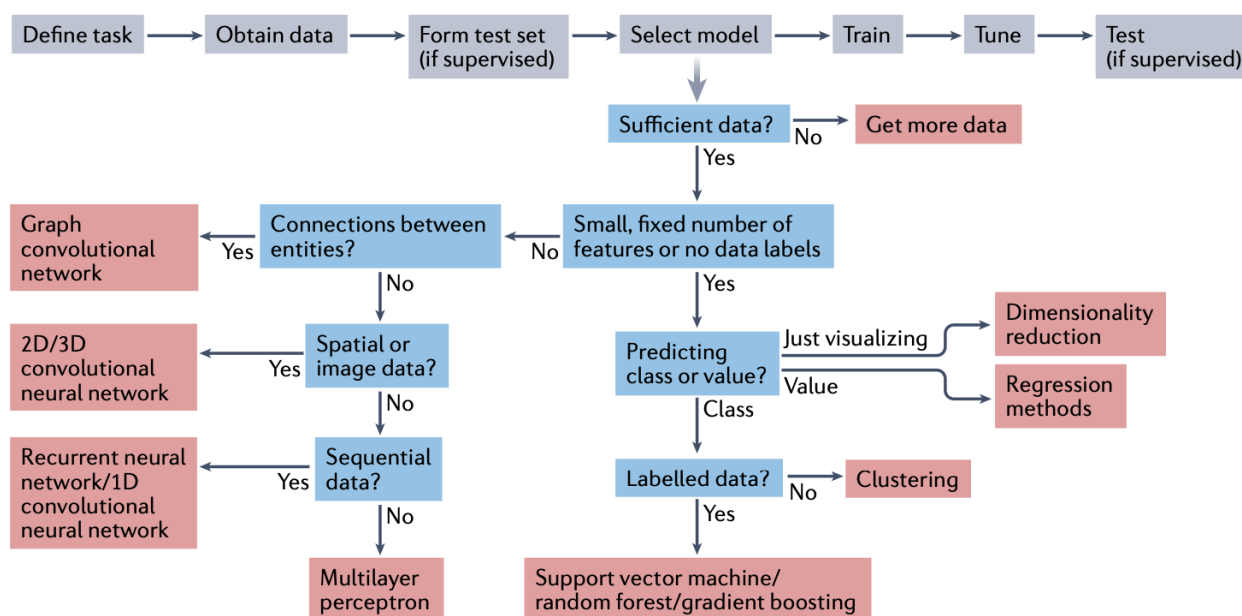 Define task
Obtain data
Form test set
(if supervised)
Select model
Train
Tune
Test
(if supervised)
Sufficient data?
No
Get more data
Yes
Graph
convolutional
network
Yes
Connections between
entities?
No
Small, fixed number of
features or no data labels
No
Yes
2D/3D
convolutional
neural network
Yes
Spatial or
image data?
Predicting
class or value?
Just visualizing
Dimensionality
reduction
Value
Regression
methods
No
Class
Recurrent neural
network/1D
convolutional
neural network
Yes
Sequential
data?
Labelled data?
No
Clustering
No
Yes
Multilayer
perceptron
Support vector machine/
random forest/gradient boosting